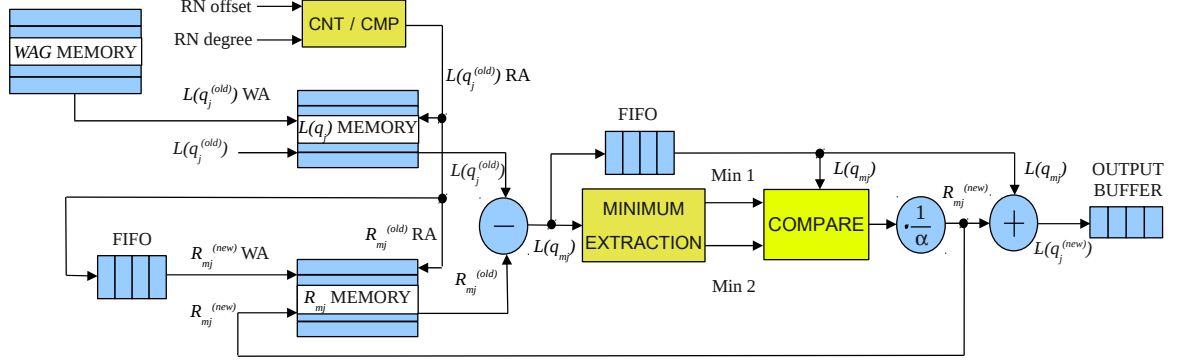 RN offset
CNT / CMP
RN degree
WAG MEMORY
L(q_j^(old)) RA
L(q_j^(old)) WA
L(q_j) MEMORY
FIFO
L(q_j^(old))
L(q_j^(old))
L(q_mj)
L(q_mj)
OUTPUT
BUFFER
Min 1
R_mj^(new)
MINIMUM
EXTRACTION
COMPARE
· 1/α
−
+
L(q_mj)
L(q_j^(new))
FIFO
R_mj^(old) RA
R_mj^(new) WA
R_mj^(old)
Min 2
R_mj MEMORY
R_mj^(new)